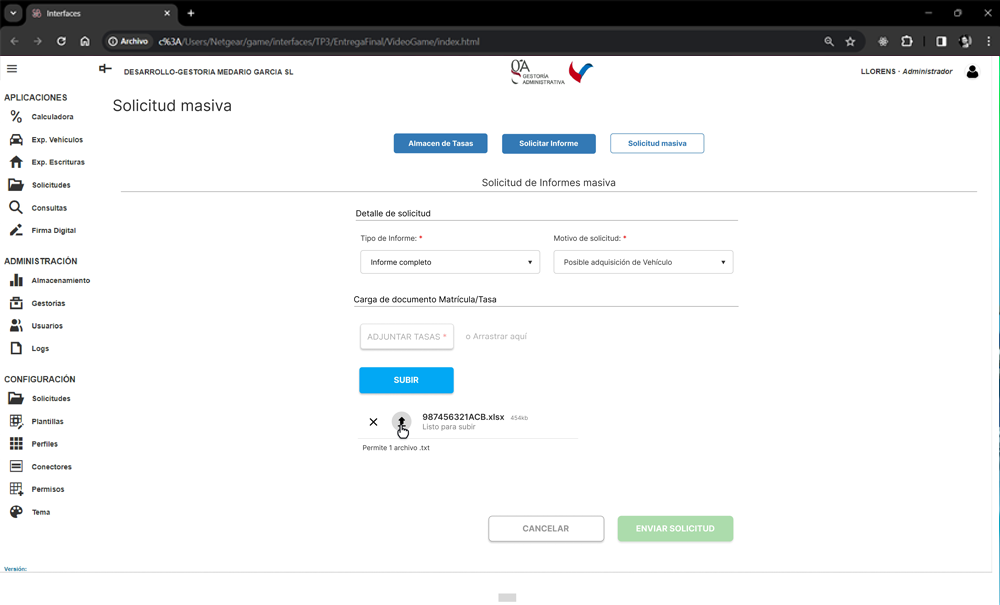 Interfaces
Archivo
c%3A/Users/Netgear/game/interfaces/TP3/EntregaFinal/VideoGame/index.html
DESARROLLO-GESTORIA MEDARIO GARCIA SL
GA GESTORÍA ADMINISTRATIVA
LLORENS - Administrador
APLICACIONES
Calculadora
Exp. Vehículos
Exp. Escrituras
Solicitudes
Consultas
Firma Digital
ADMINISTRACIÓN
Almacenamiento
Gestorias
Usuarios
Logs
CONFIGURACIÓN
Solicitudes
Plantillas
Perfiles
Conectores
Permisos
Tema
Versión:
Solicitud masiva
Almacen de Tasas
Solicitar Informe
Solicitud masiva
Solicitud de Informes masiva
Detalle de solicitud
Tipo de Informe: *
Motivo de solicitud: *
Informe completo
Posible adquisición de Vehículo
Carga de documento Matrícula/Tasa
ADJUNTAR TASAS *
o Arrastrar aquí
SUBIR
987456321ACB.xlsx 454kb
Listo para subir
Permite 1 archivo .txt
CANCELAR
ENVIAR SOLICITUD